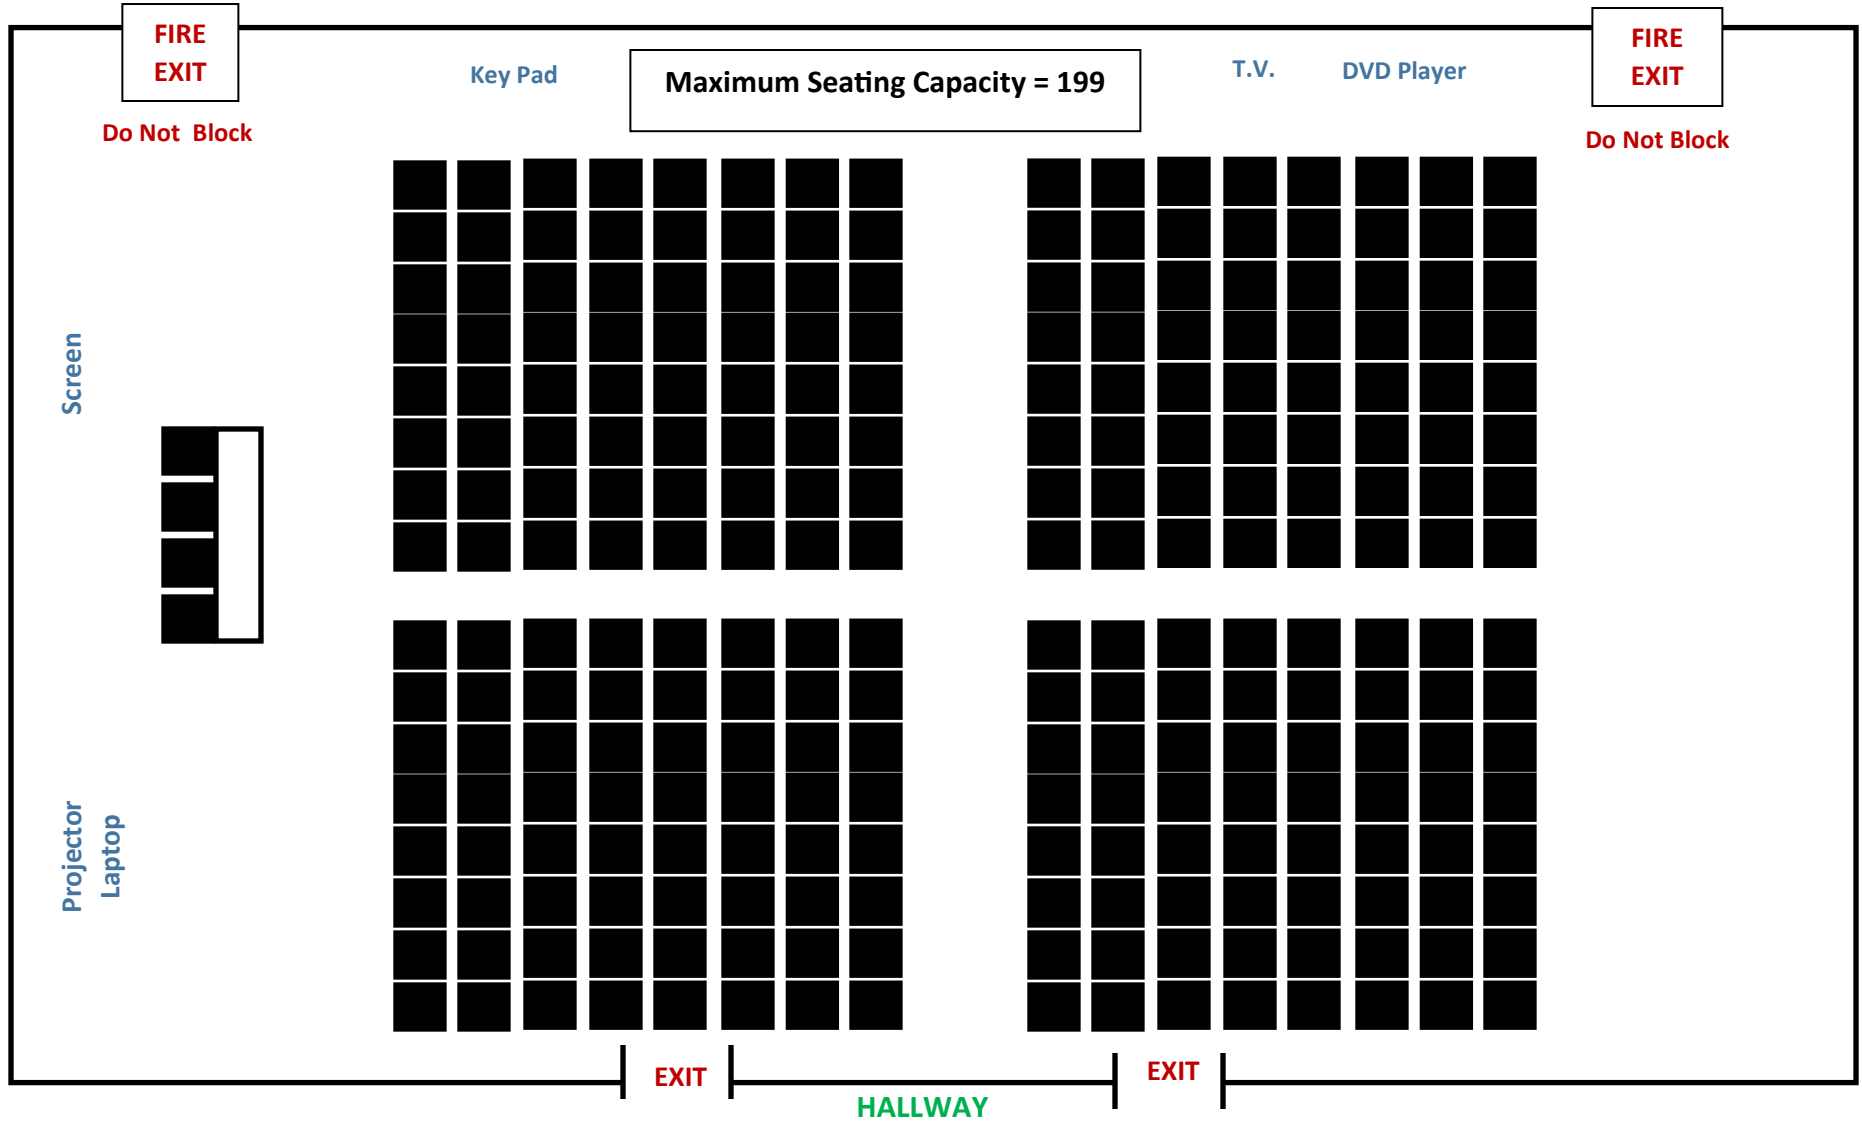 FIRE
EXIT
Do Not Block
Key Pad
Maximum Seating Capacity = 199
T.V.
DVD Player
FIRE
EXIT
Do Not Block
Screen
Projector
Laptop
EXIT
EXIT
HALLWAY